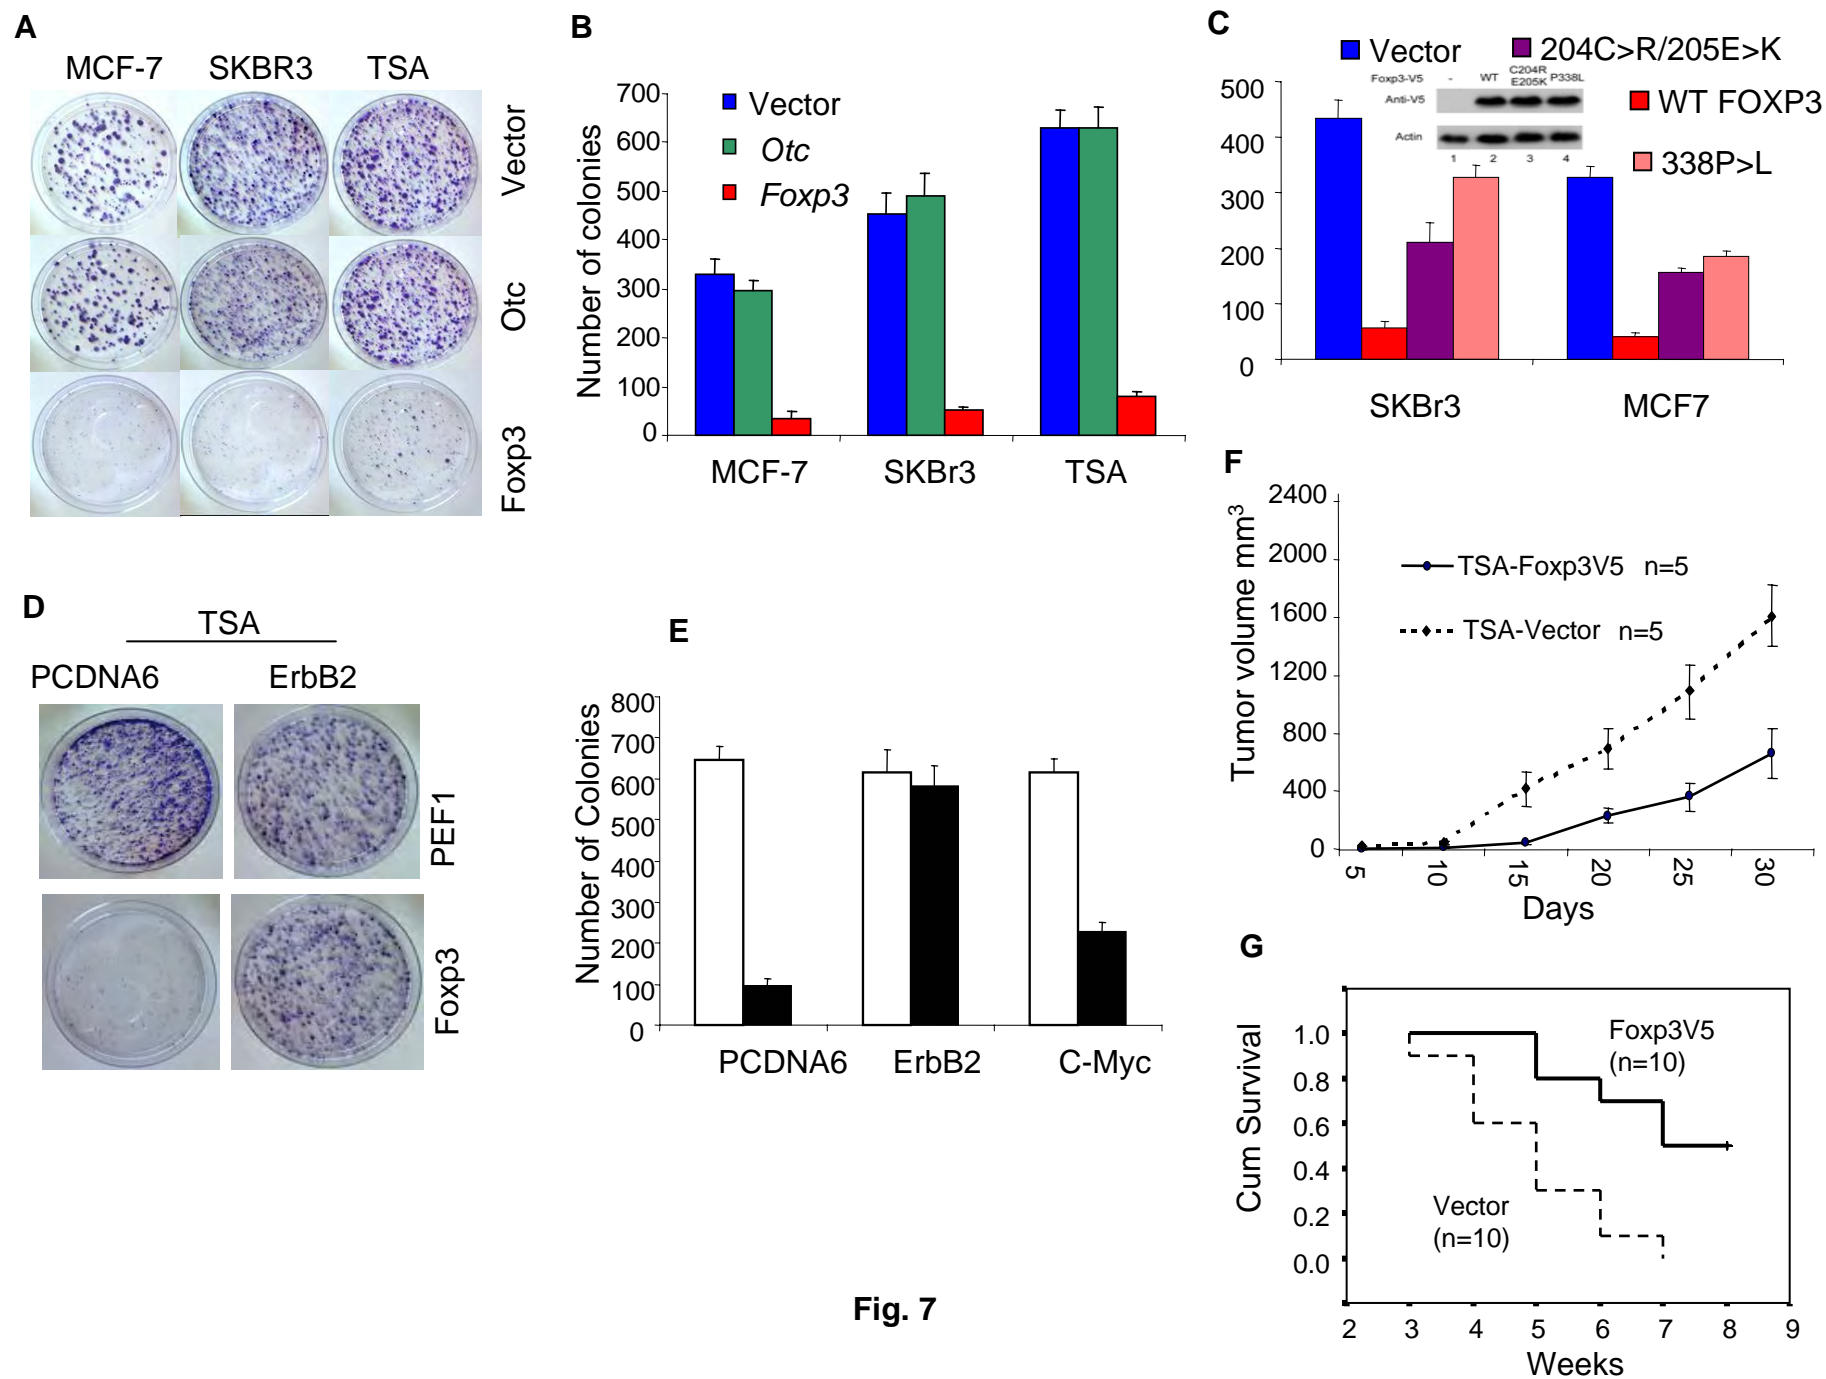 A
MCF-7 SKBR3 TSA
Vector
Otc
Foxp3
B
Number of colonies
700
600
500
400
300
200
100
0
Vector
Otc
Foxp3
MCF-7 SKBr3 TSA
C
Vector 204C>R/205E>K
WT FOXP3
338P>L
500
400
300
200
100
0
Foxp3-V5 - WT C204R E205K P338L
Anti-V5
Actin
1 2 3 4
SKBr3 MCF7
D
TSA
PCDNA6 ErbB2
PEF1
Foxp3
E
Number of Colonies
800
700
600
500
400
300
200
100
0
PCDNA6 ErbB2 C-Myc
F
Tumor volume mm3
2400
2000
1600
1200
800
400
0
TSA-Foxp3V5 n=5
TSA-Vector n=5
5 10 15 20 25 30
Days
G
Cum Survival
1.0
0.8
0.6
0.4
0.2
0.0
Foxp3V5
(n=10)
Vector
(n=10)
2 3 4 5 6 7 8 9
Weeks
Fig. 7